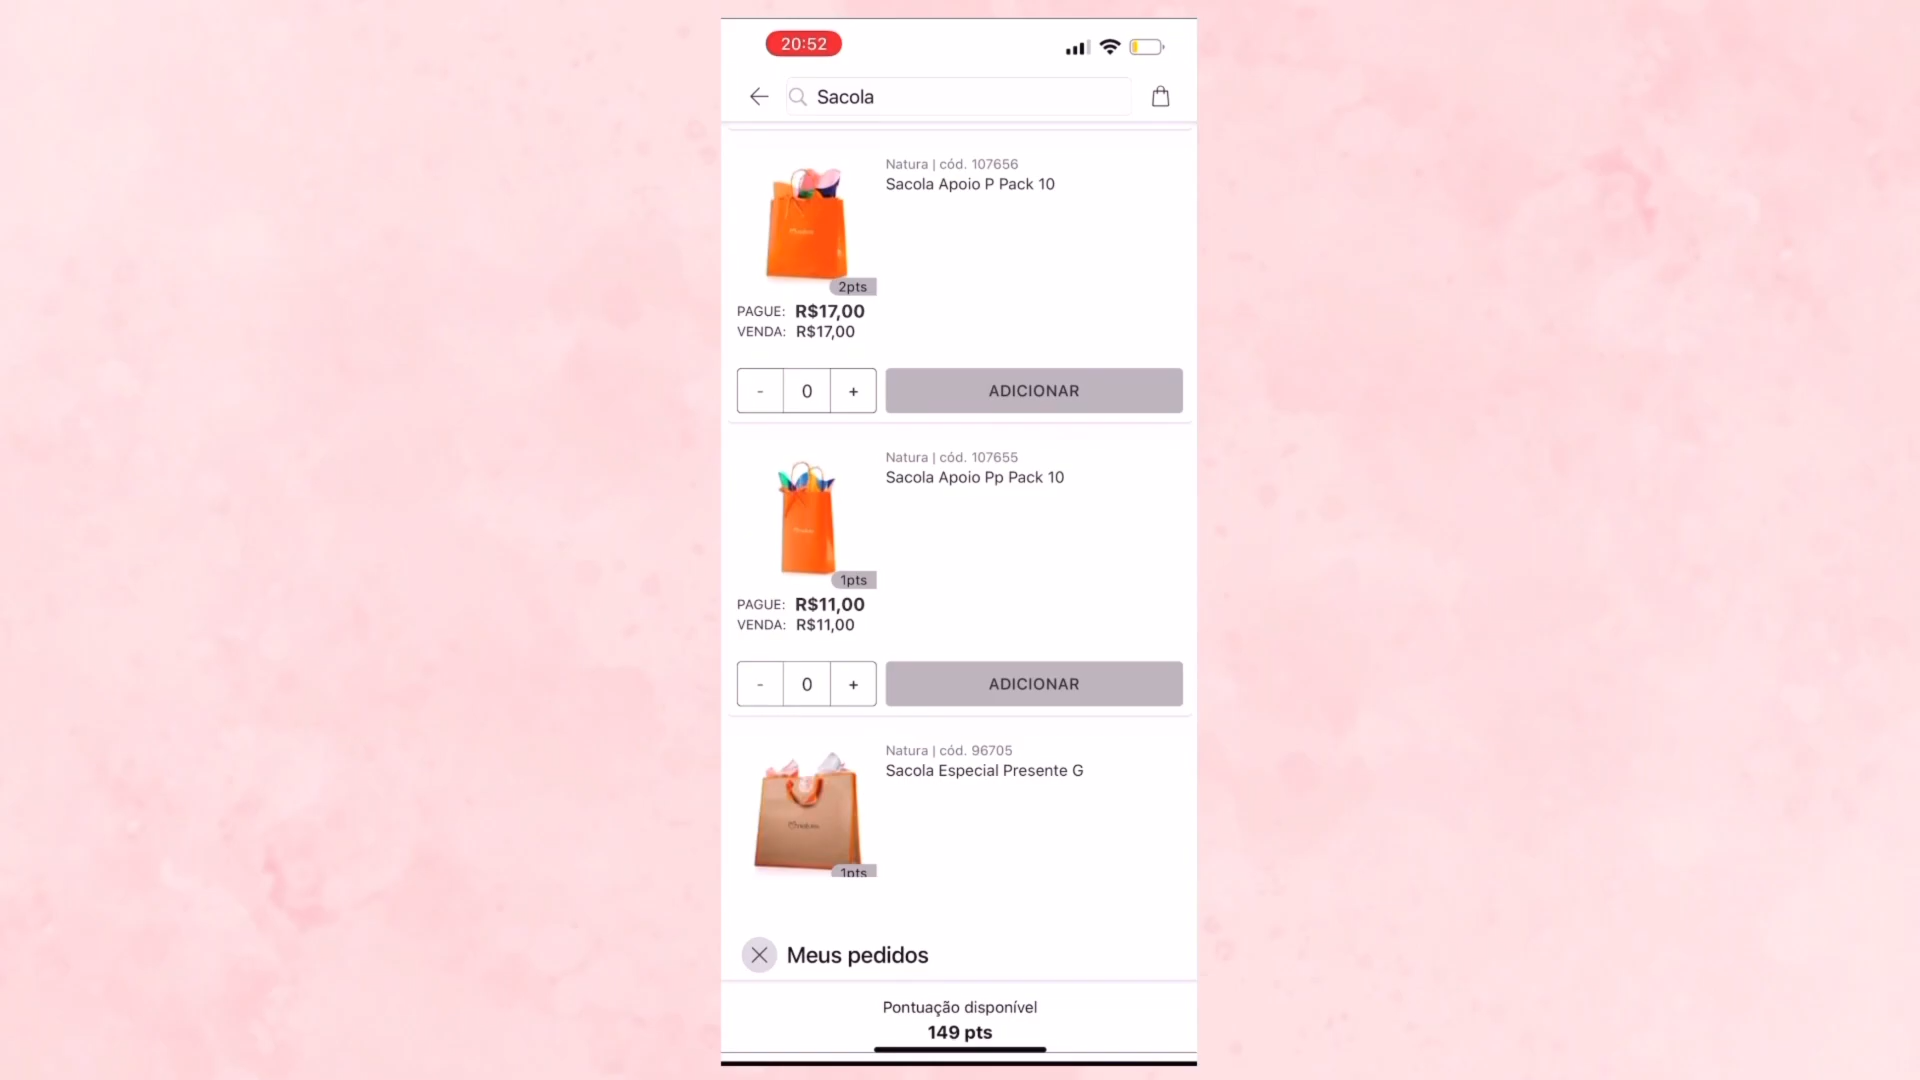 20:52
Sacola
Natura | cód. 107656
Sacola Apoio P Pack 10
2pts
PAGUE: R$17,00
VENDA: R$17,00
- 0 + ADICIONAR
Natura | cód. 107655
Sacola Apoio Pp Pack 10
1pts
PAGUE: R$11,00
VENDA: R$11,00
- 0 + ADICIONAR
Natura | cód. 96705
Sacola Especial Presente G
1pts
Meus pedidos
Pontuação disponível
149 pts